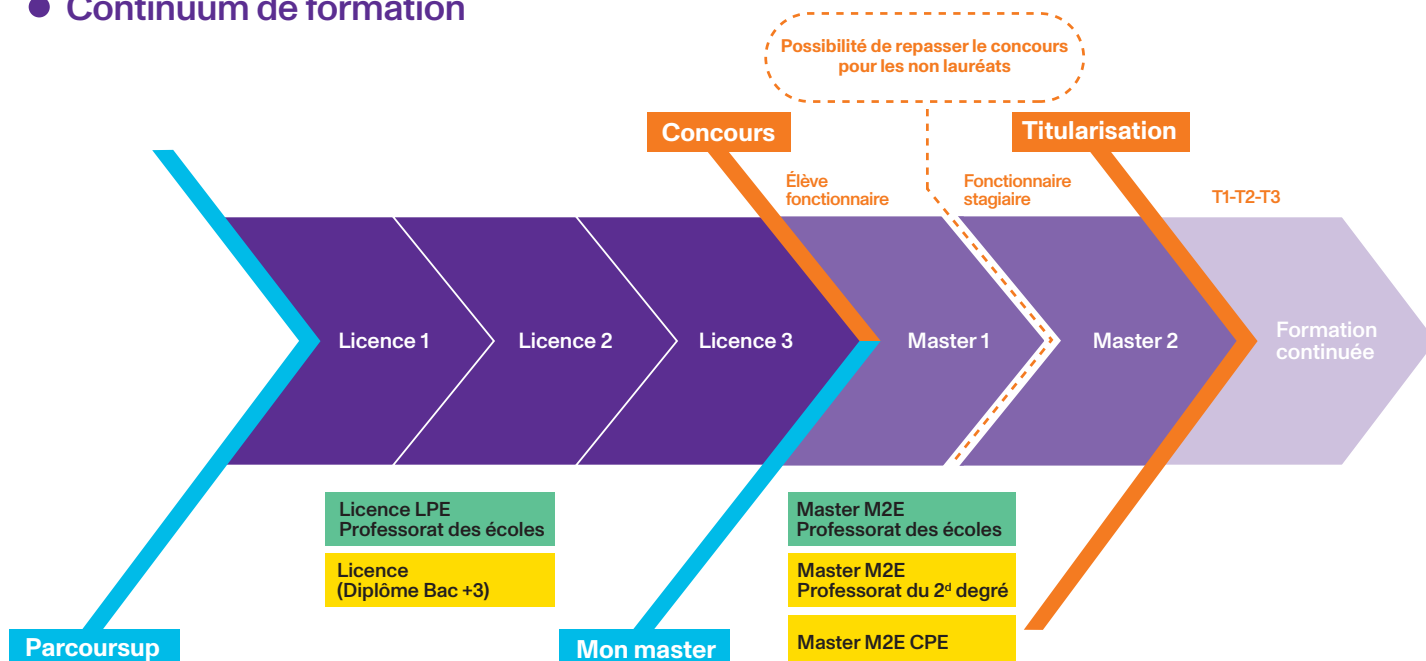 Continuum de formation
Possibilité de repasser le concours
pour les non lauréats
Concours
Titularisation
Élève
fonctionnaire
Fonctionnaire
stagiaire
T1-T2-T3
Licence 1
Licence 2
Licence 3
Master 1
Master 2
Formation
continuée
Licence LPE
Professorat des écoles
Licence
(Diplôme Bac +3)
Master M2E
Professorat des écoles
Master M2E
Professorat du 2ᵈ degré
Master M2E CPE
Parcoursup
Mon master